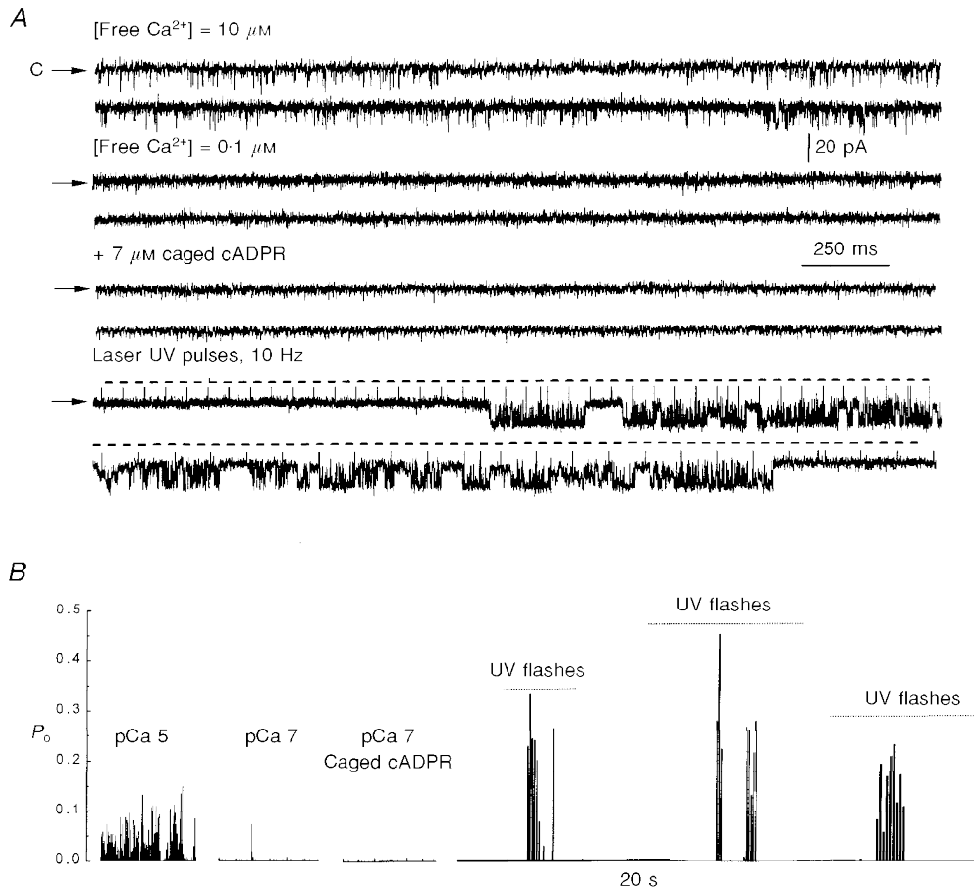 A
[Free Ca²⁺] = 10 μM
C
[Free Ca²⁺] = 0·1 μM
20 pA
+ 7 μM caged cADPR
250 ms
Laser UV pulses, 10 Hz
B
0.5
0.4
0.3
0.2
0.1
0.0
Pₒ
pCa 5
pCa 7
pCa 7
Caged cADPR
UV flashes
UV flashes
UV flashes
20 s